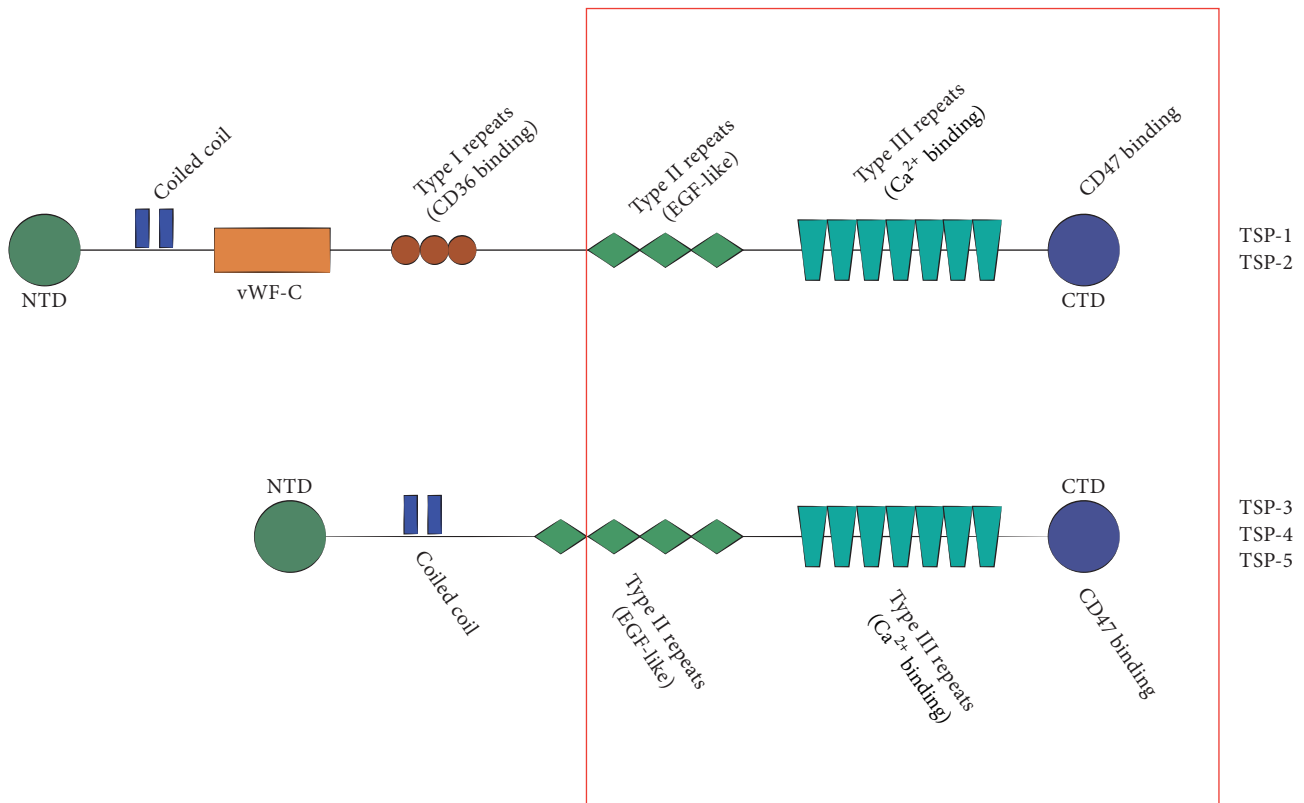 Coiled coil
Type I repeats
(CD36 binding)
Type II repeats
(EGF-like)
Type III repeats
(Ca²⁺ binding)
CD47 binding
NTD
vWF-C
CTD
TSP-1
TSP-2
NTD
Coiled coil
Type II repeats
(EGF-like)
Type III repeats
(Ca²⁺ binding)
CTD
CD47 binding
TSP-3
TSP-4
TSP-5